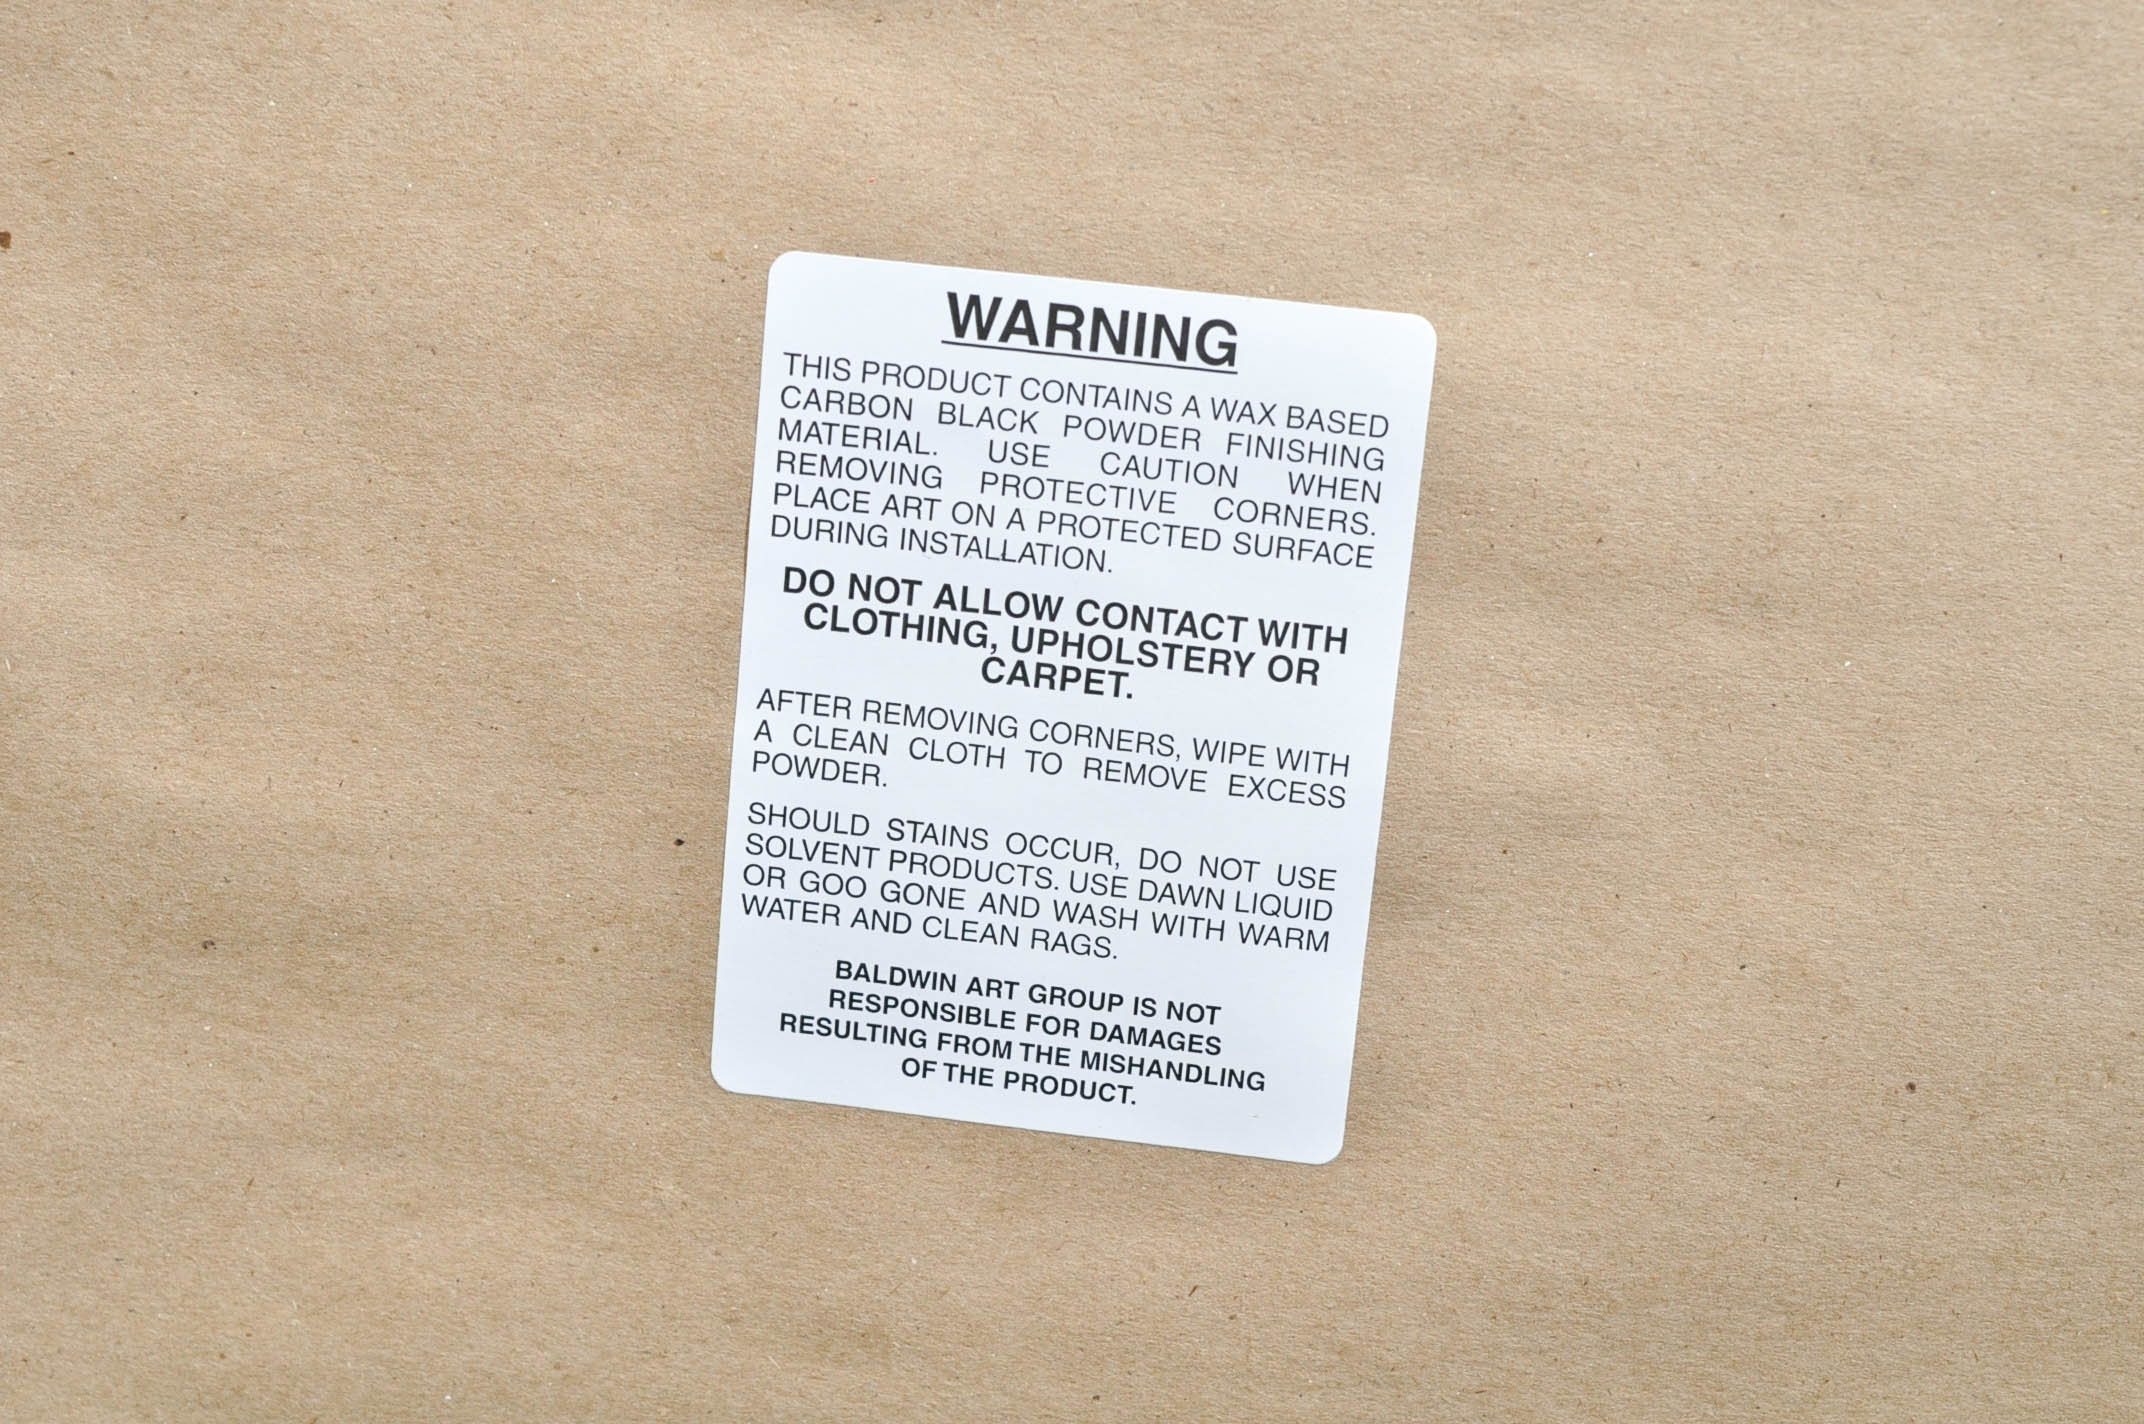 WARNING
THIS PRODUCT CONTAINS A WAX BASED
CARBON BLACK POWDER FINISHING
MATERIAL. USE CAUTION WHEN
REMOVING PROTECTIVE CORNERS.
PLACE ART ON A PROTECTED SURFACE
DURING INSTALLATION.
DO NOT ALLOW CONTACT WITH
CLOTHING, UPHOLSTERY OR
CARPET.
AFTER REMOVING CORNERS, WIPE WITH
A CLEAN CLOTH TO REMOVE EXCESS
POWDER.
SHOULD STAINS OCCUR, DO NOT USE
SOLVENT PRODUCTS. USE DAWN LIQUID
OR GOO GONE AND WASH WITH WARM
WATER AND CLEAN RAGS.
BALDWIN ART GROUP IS NOT
RESPONSIBLE FOR DAMAGES
RESULTING FROM THE MISHANDLING
OF THE PRODUCT.